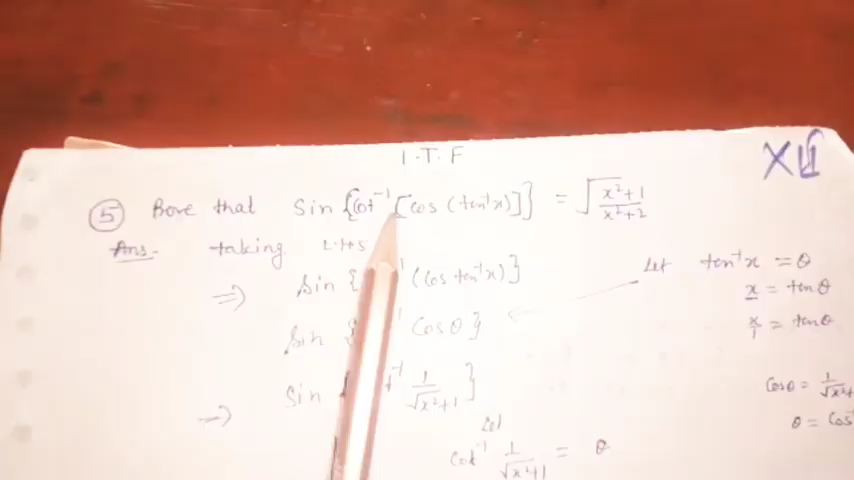 I.T.F
XII
⑤ Prove that Sin {Cot⁻¹ [Cos (tan⁻¹x)]} = √(x²+1 / x²+2)
Ans - taking L.H.S
⇒ Sin { (Cos tan⁻¹x)}
Let tan⁻¹x = θ
x = tanθ
Sin { Cosθ}
x/1 = tanθ
⇒ Sin { 1/√x²+1 }
Cosθ = 1/√x²+
θ = Cos⁻
Let
Cot⁻¹ 1/√x²+1 = θ